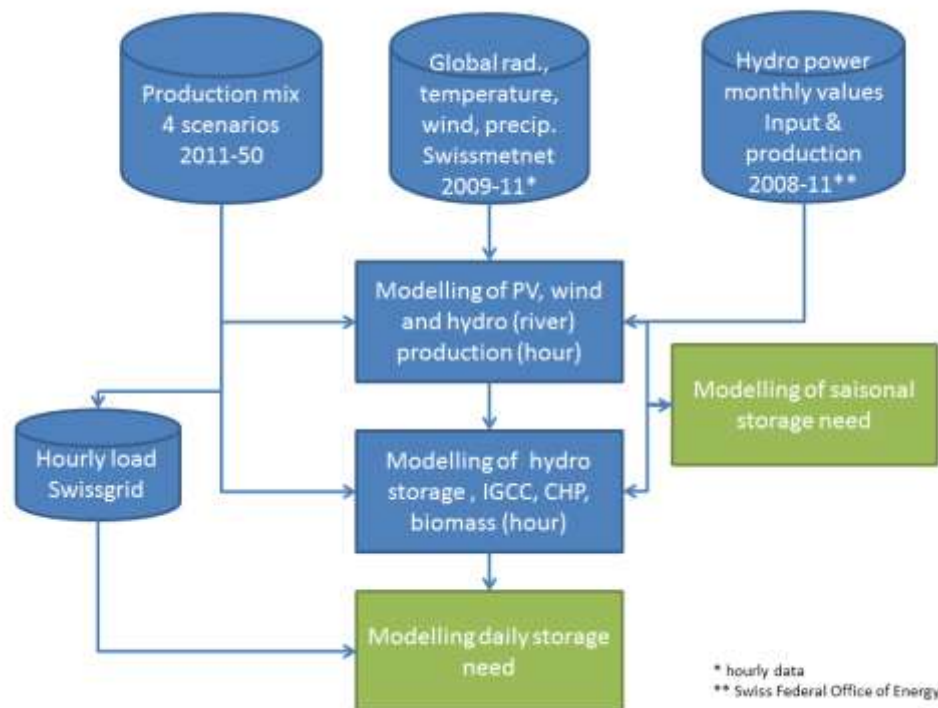 Production mix
4 scenarios
2011-50
Global rad.,
temperature,
wind, precip.
Swissmetnet
2009-11*
Hydro power
monthly values
Input &
production
2008-11**
Modelling of PV, wind
and hydro (river)
production (hour)
Modelling of saisonal
storage need
Hourly load
Swissgrid
Modelling of hydro
storage , IGCC, CHP,
biomass (hour)
Modelling daily storage
need
* hourly data
** Swiss Federal Office of Energy